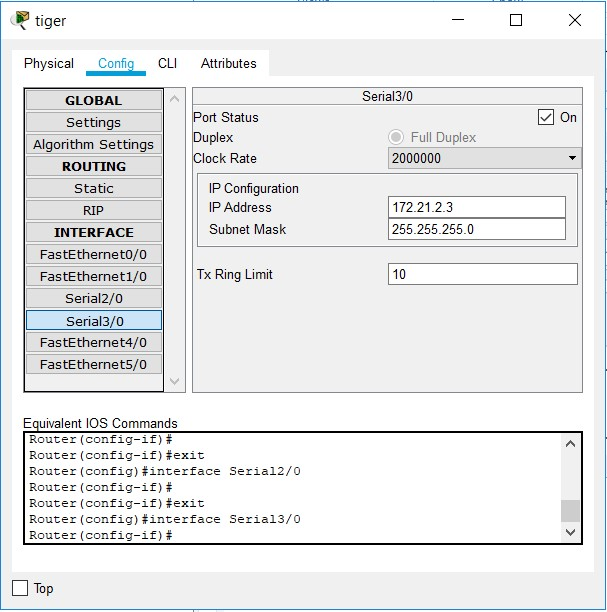 tiger
Physical Config CLI Attributes
GLOBAL
Settings
Algorithm Settings
ROUTING
Static
RIP
INTERFACE
FastEthernet0/0
FastEthernet1/0
Serial2/0
Serial3/0
FastEthernet4/0
FastEthernet5/0
Serial3/0
Port Status On
Duplex Full Duplex
Clock Rate 2000000
IP Configuration
IP Address 172.21.2.3
Subnet Mask 255.255.255.0
Tx Ring Limit 10
Equivalent IOS Commands
Router(config-if)#
Router(config-if)#exit
Router(config)#interface Serial2/0
Router(config-if)#
Router(config-if)#exit
Router(config)#interface Serial3/0
Router(config-if)#
Top